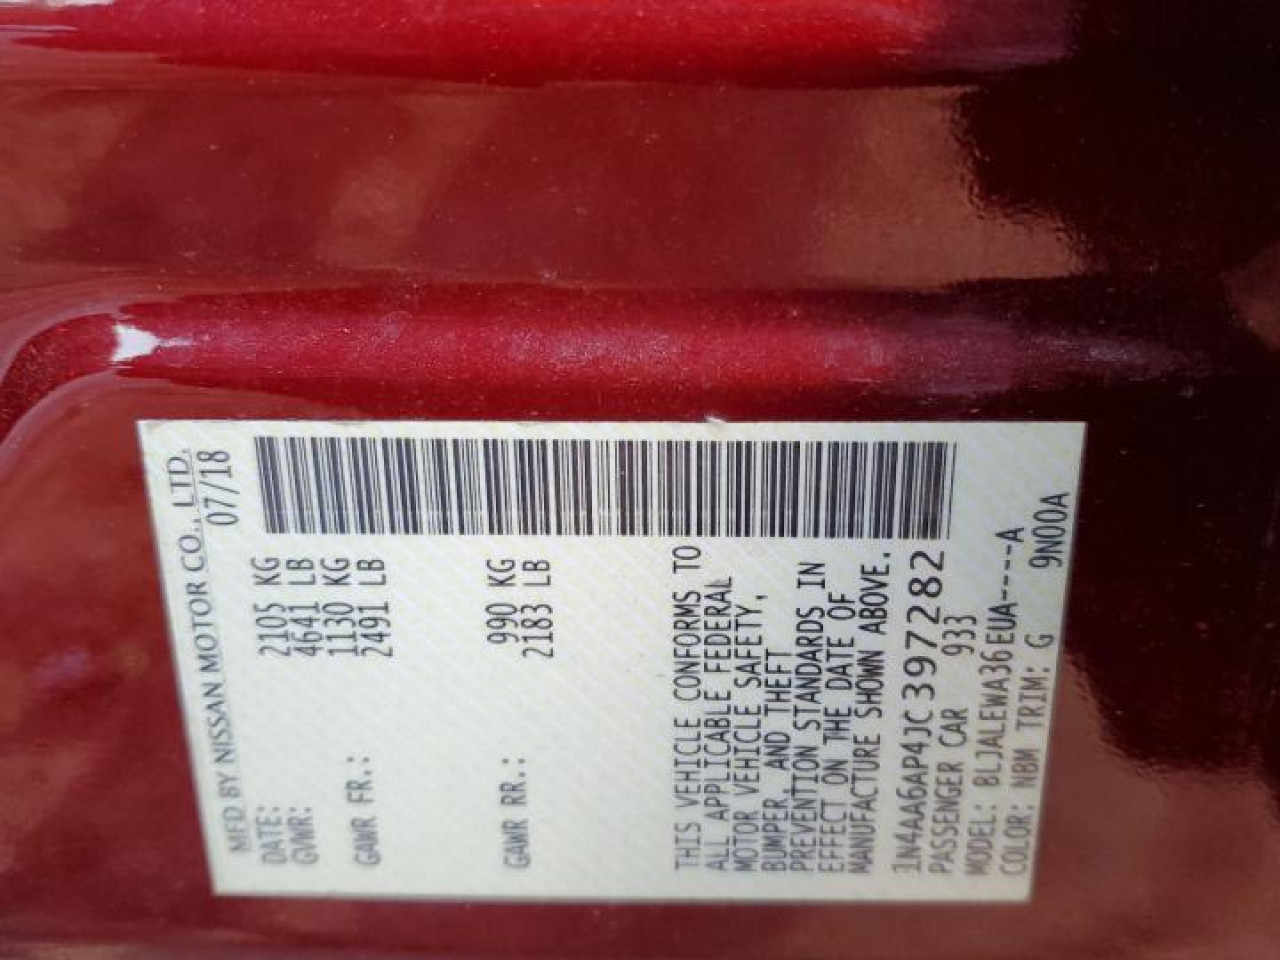 MFD BY NISSAN MOTOR CO., LTD.
DATE: 07/18
GVWR: 2105 KG
4641 LB
GAWR FR.: 1130 KG
2491 LB
GAWR RR.: 990 KG
2183 LB
THIS VEHICLE CONFORMS TO
ALL APPLICABLE FEDERAL
MOTOR VEHICLE SAFETY,
BUMPER, AND THEFT
PREVENTION STANDARDS IN
EFFECT ON THE DATE OF
MANUFACTURE SHOWN ABOVE.
1N4AA6AP4JC397282
PASSENGER CAR 933
MODEL: BLJALEWA36EUA----A
COLOR: NBM TRIM: G 9N00A